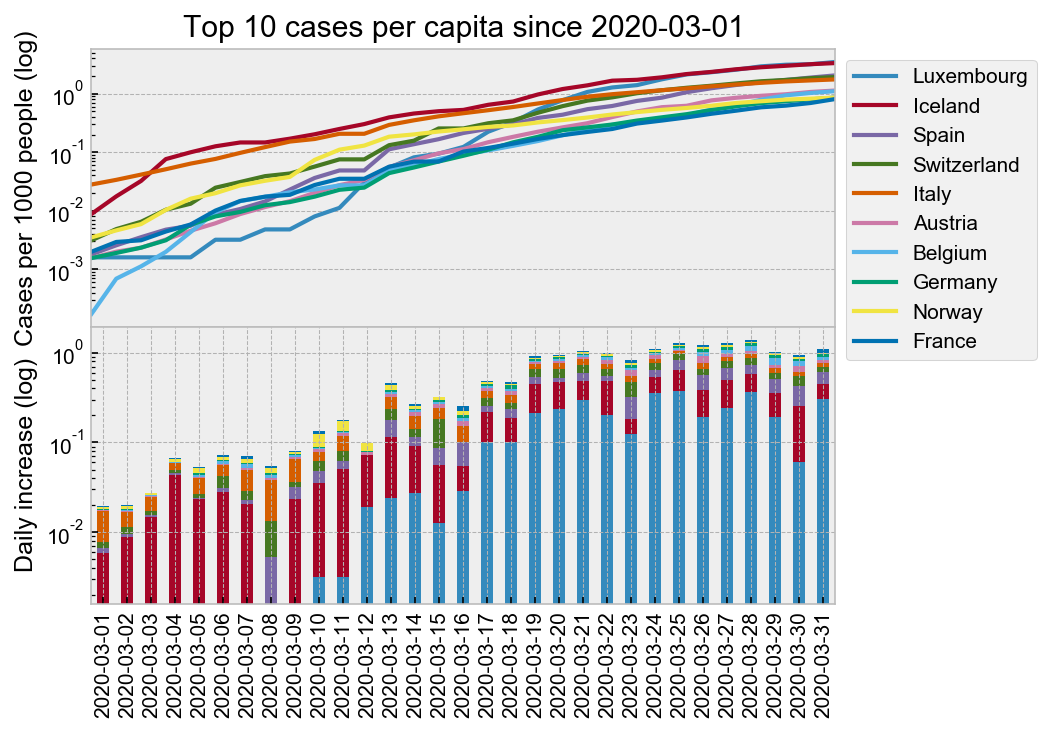 Top 10 cases per capita since 2020-03-01
Cases per 1000 people (log)
10^0
10^-1
10^-2
10^-3
Luxembourg
Iceland
Spain
Switzerland
Italy
Austria
Belgium
Germany
Norway
France
Daily increase (log)
10^0
10^-1
10^-2
2020-03-01
2020-03-02
2020-03-03
2020-03-04
2020-03-05
2020-03-06
2020-03-07
2020-03-08
2020-03-09
2020-03-10
2020-03-11
2020-03-12
2020-03-13
2020-03-14
2020-03-15
2020-03-16
2020-03-17
2020-03-18
2020-03-19
2020-03-20
2020-03-21
2020-03-22
2020-03-23
2020-03-24
2020-03-25
2020-03-26
2020-03-27
2020-03-28
2020-03-29
2020-03-30
2020-03-31